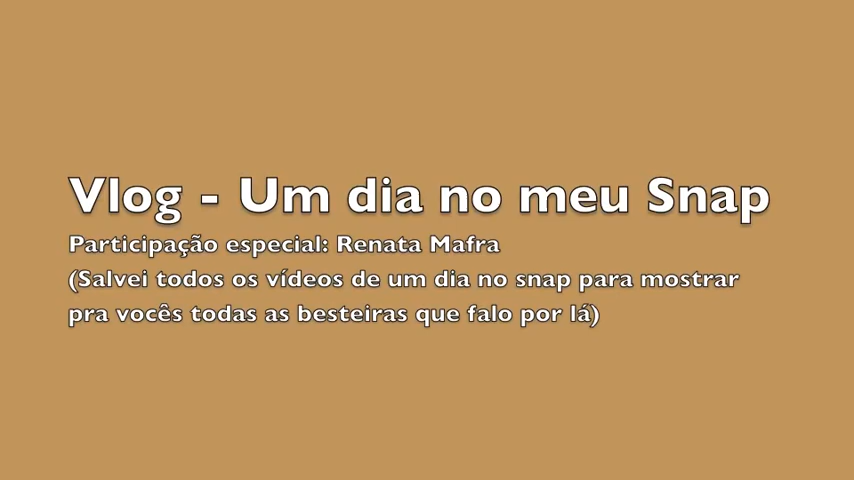 Vlog - Um dia no meu Snap
Participação especial: Renata Mafra
(Salvei todos os vídeos de um dia no snap para mostrar
pra vocês todas as besteiras que falo por lá)